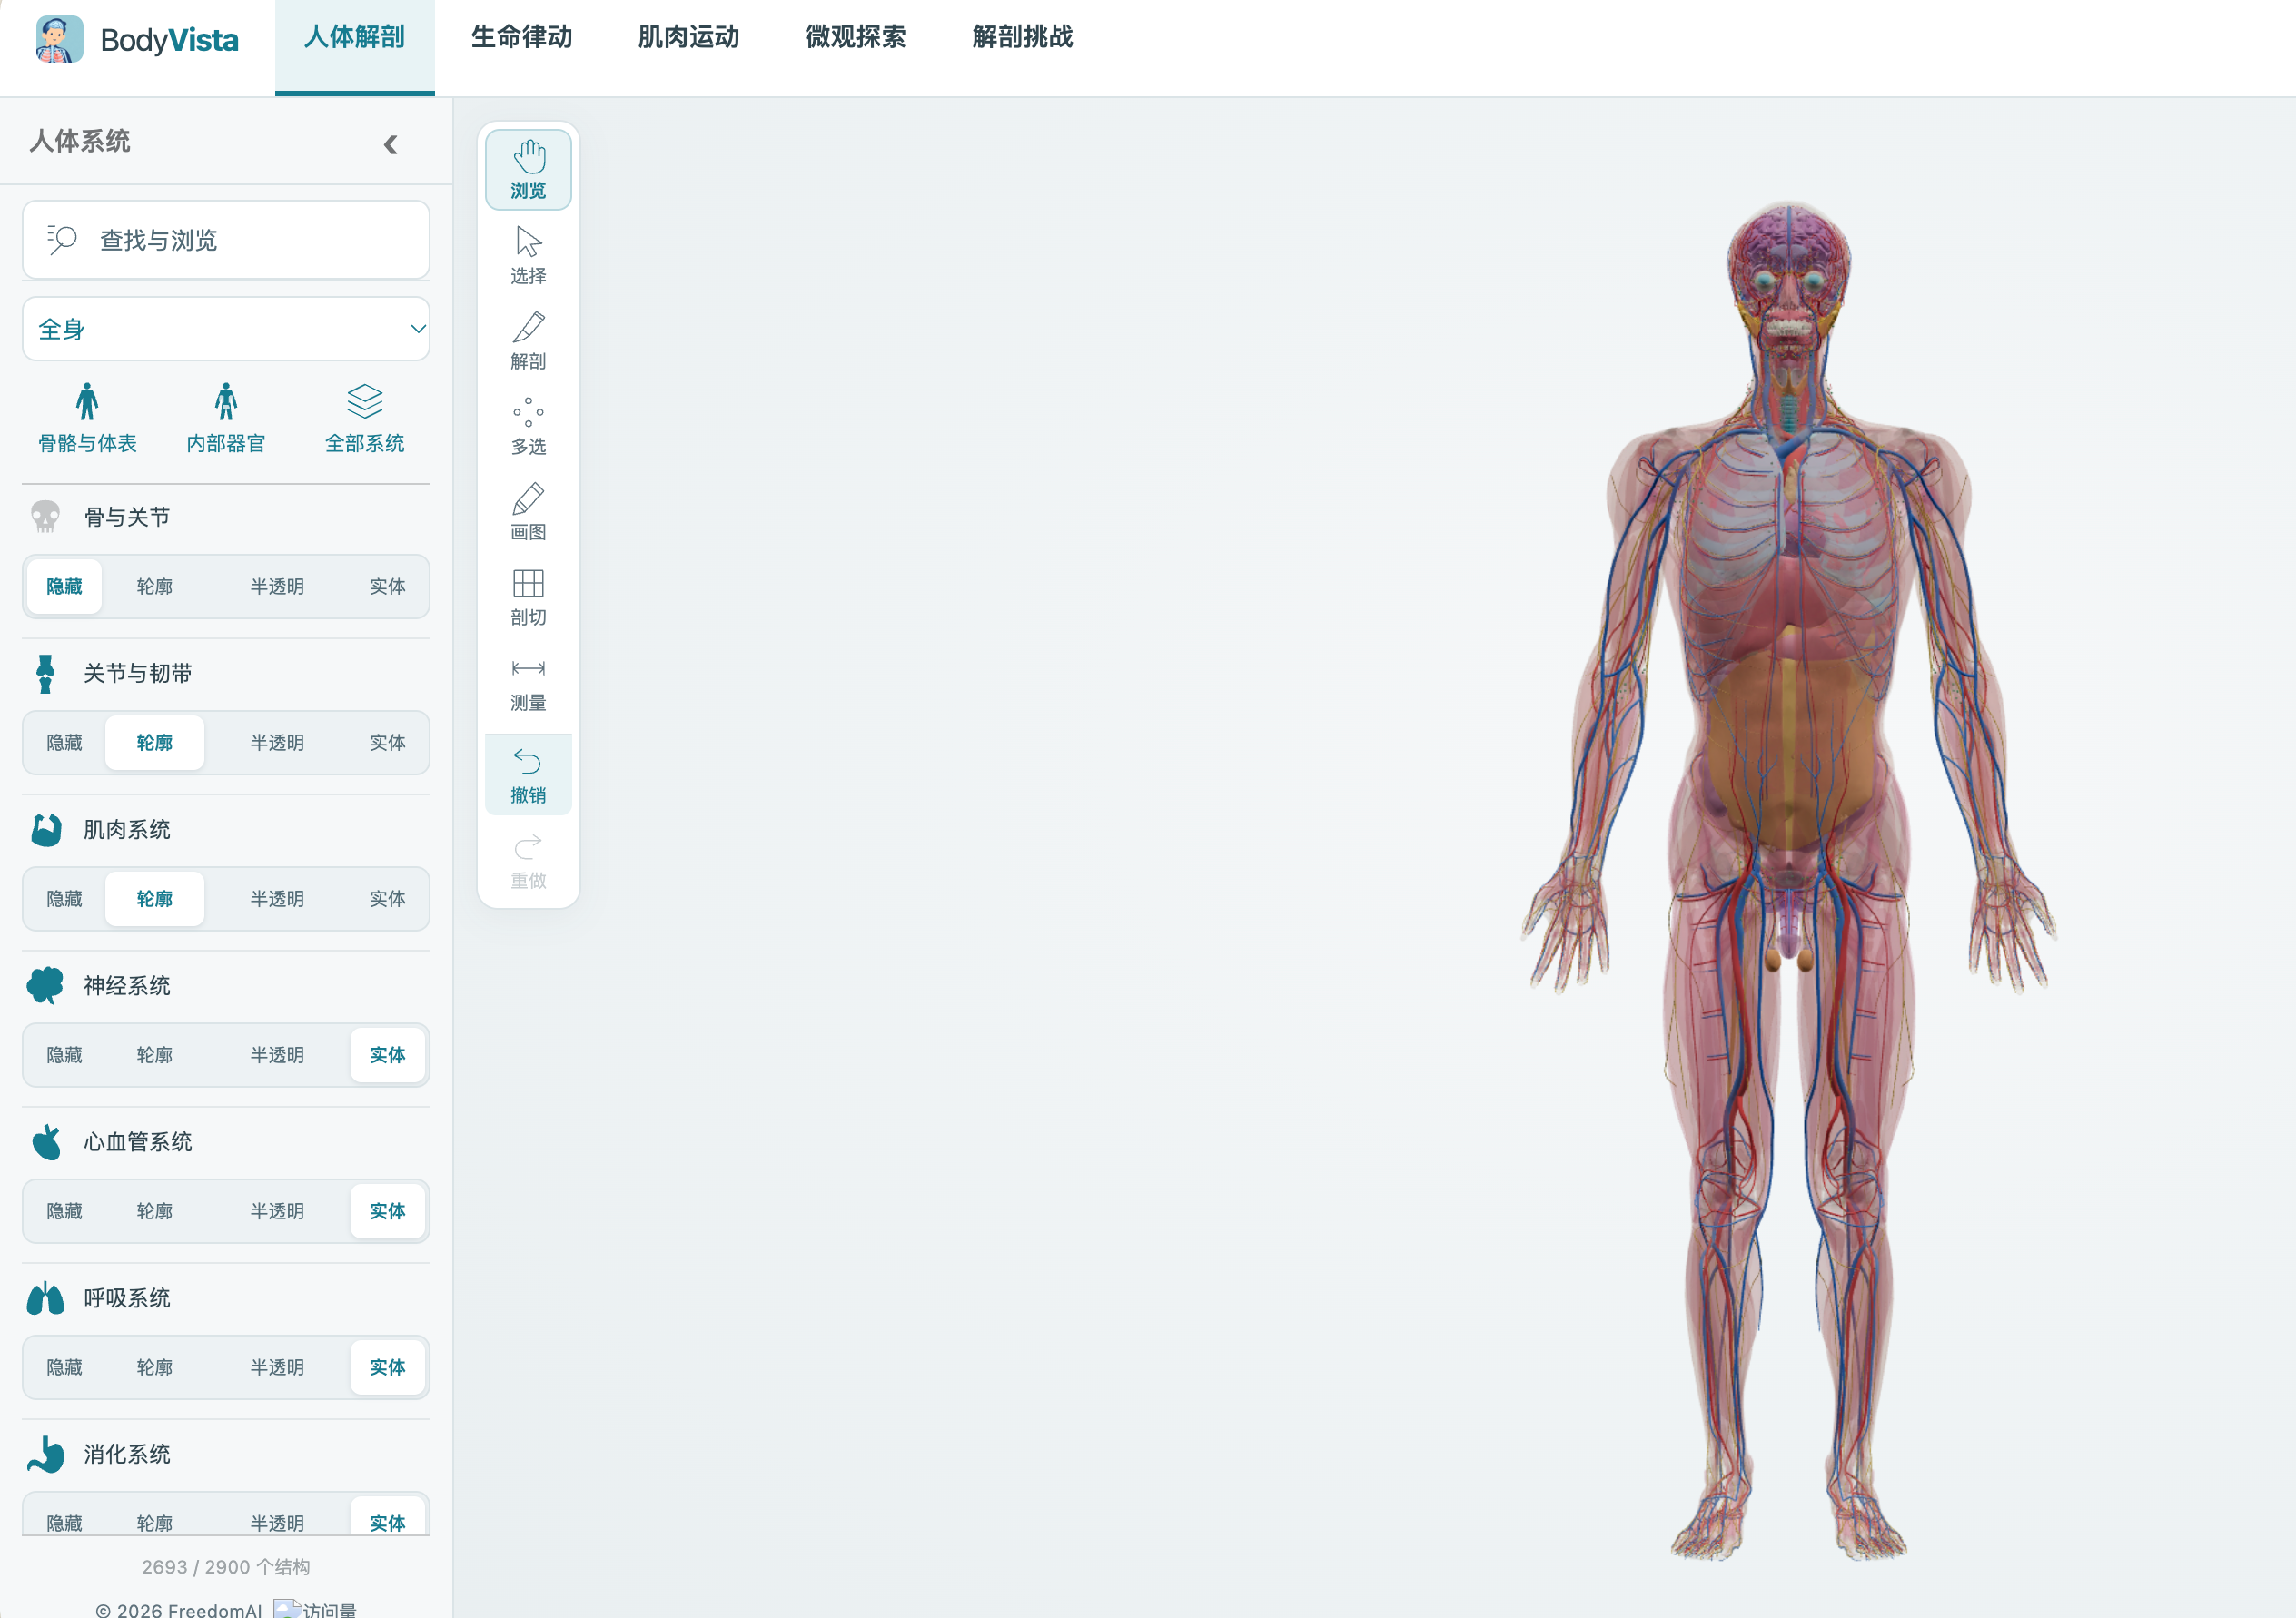 BodyVista 人体解剖 生命律动 肌肉运动 微观探索 解剖挑战
人体系统
查找与浏览
全身
骨骼与体表 内部器官 全部系统
骨与关节
隐藏 轮廓 半透明 实体
关节与韧带
隐藏 轮廓 半透明 实体
肌肉系统
隐藏 轮廓 半透明 实体
神经系统
隐藏 轮廓 半透明 实体
心血管系统
隐藏 轮廓 半透明 实体
呼吸系统
隐藏 轮廓 半透明 实体
消化系统
隐藏 轮廓 半透明 实体
2693 / 2900 个结构
© 2026 FreedomAI 访问量
浏览
选择
解剖
多选
画图
剖切
测量
撤销
重做